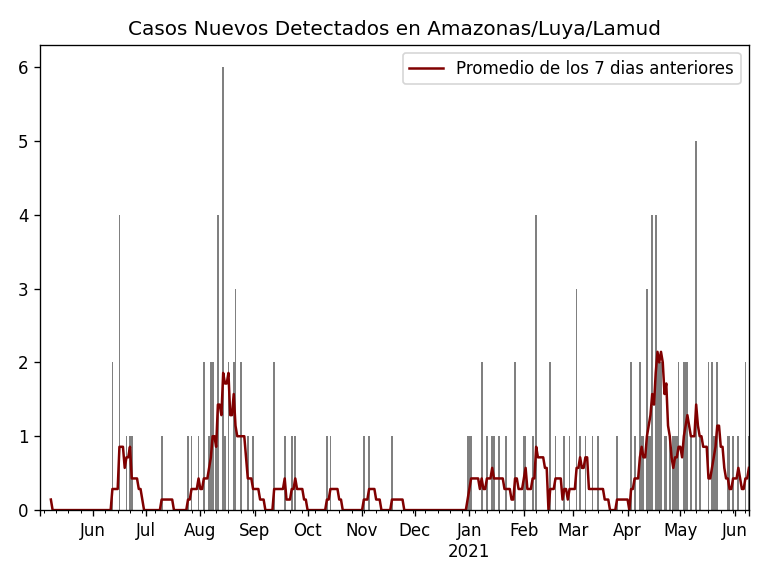 Casos Nuevos Detectados en Amazonas/Luya/Lamud
Promedio de los 7 dias anteriores
6
5
4
3
2
1
0
Jun Jul Aug Sep Oct Nov Dec Jan Feb Mar Apr May Jun
2021